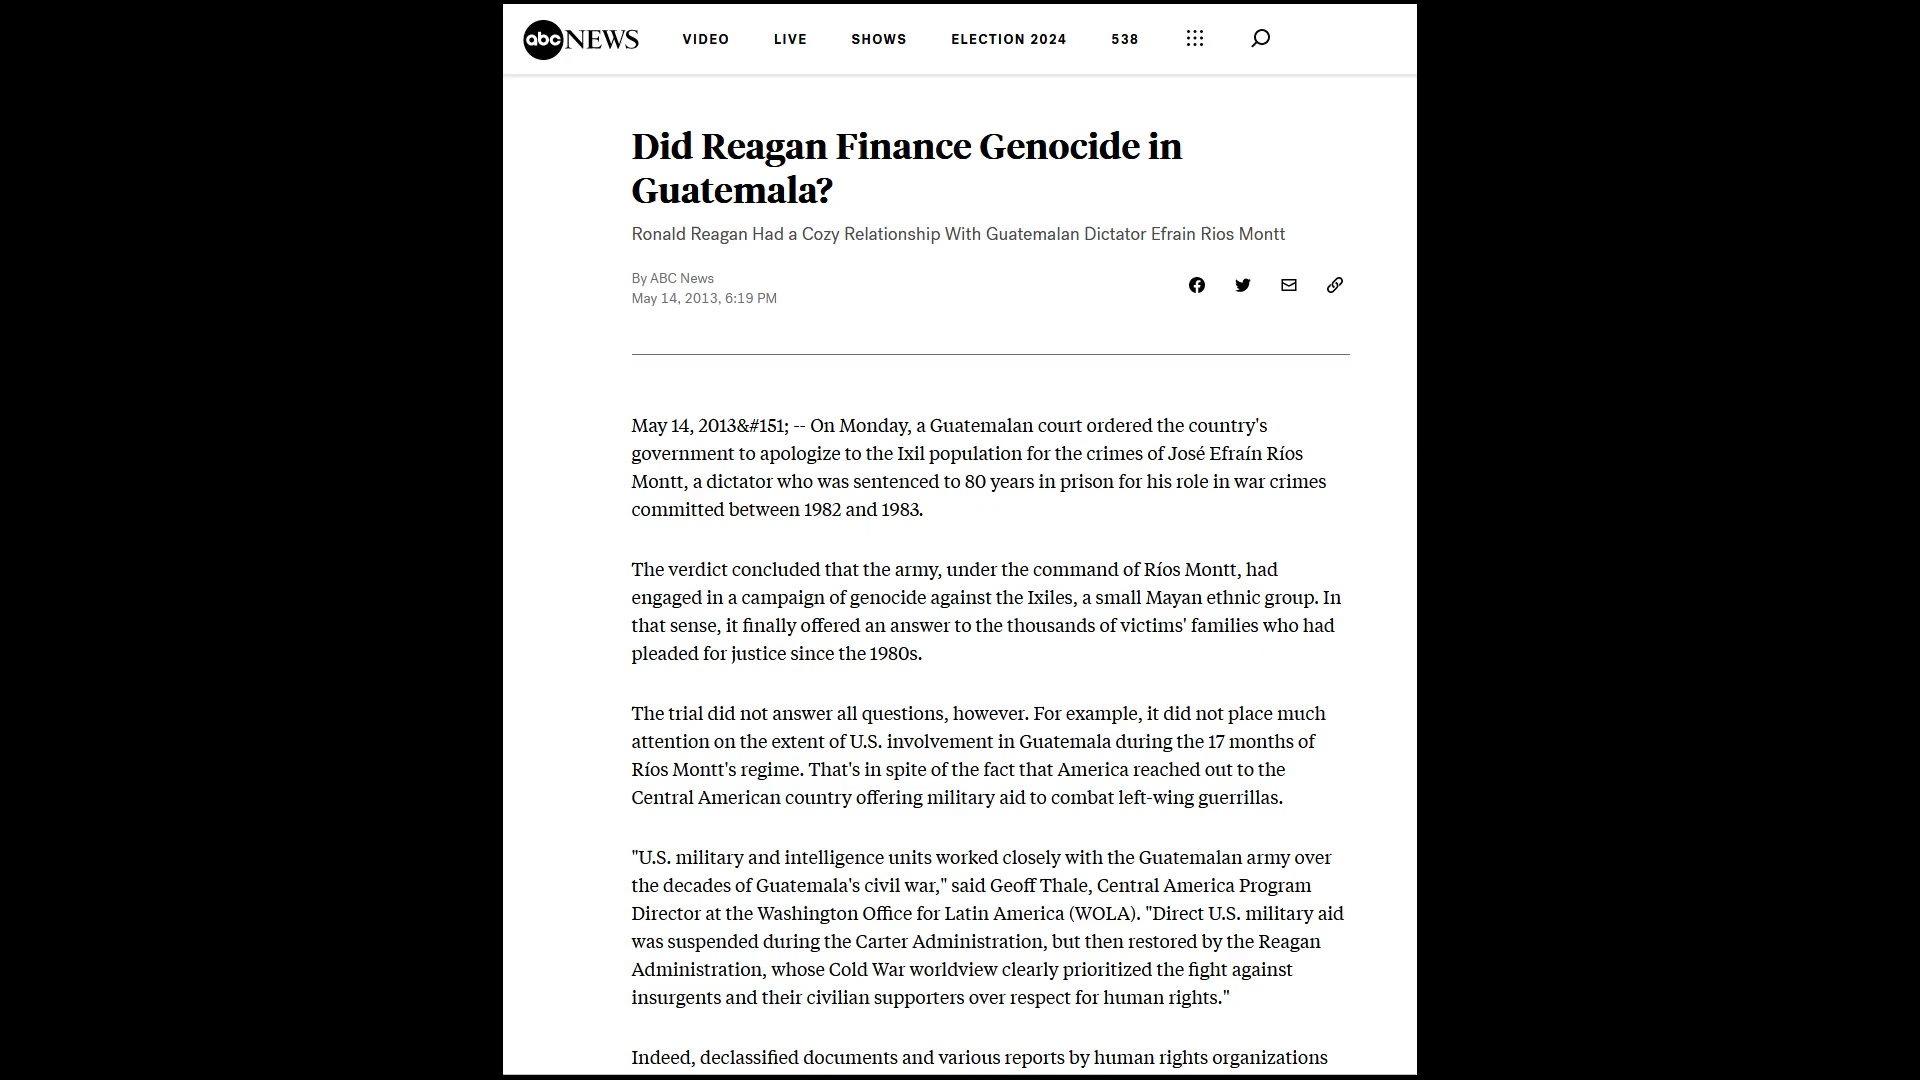 abc NEWS VIDEO LIVE SHOWS ELECTION 2024 538
Did Reagan Finance Genocide in
Guatemala?
Ronald Reagan Had a Cozy Relationship With Guatemalan Dictator Efrain Rios Montt
By ABC News
May 14, 2013, 6:19 PM
May 14, 2013&#151; -- On Monday, a Guatemalan court ordered the country's
government to apologize to the Ixil population for the crimes of José Efraín Ríos
Montt, a dictator who was sentenced to 80 years in prison for his role in war crimes
committed between 1982 and 1983.
The verdict concluded that the army, under the command of Ríos Montt, had
engaged in a campaign of genocide against the Ixiles, a small Mayan ethnic group. In
that sense, it finally offered an answer to the thousands of victims' families who had
pleaded for justice since the 1980s.
The trial did not answer all questions, however. For example, it did not place much
attention on the extent of U.S. involvement in Guatemala during the 17 months of
Ríos Montt's regime. That's in spite of the fact that America reached out to the
Central American country offering military aid to combat left-wing guerrillas.
"U.S. military and intelligence units worked closely with the Guatemalan army over
the decades of Guatemala's civil war," said Geoff Thale, Central America Program
Director at the Washington Office for Latin America (WOLA). "Direct U.S. military aid
was suspended during the Carter Administration, but then restored by the Reagan
Administration, whose Cold War worldview clearly prioritized the fight against
insurgents and their civilian supporters over respect for human rights."
Indeed, declassified documents and various reports by human rights organizations